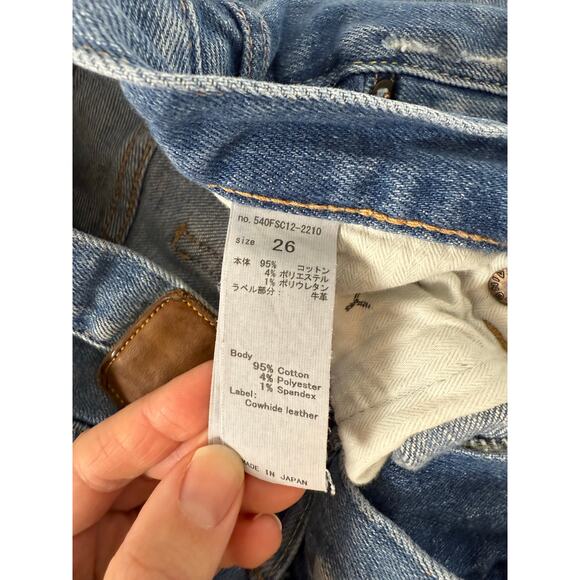 no. 540FSC12-2210
size 26
本体 95% コットン
4% ポリエステル
1% ポリウレタン
ラベル部分: 牛革
Body
95% Cotton
4% Polyester
1% Spandex
Label:
Cowhide leather
MADE IN JAPAN